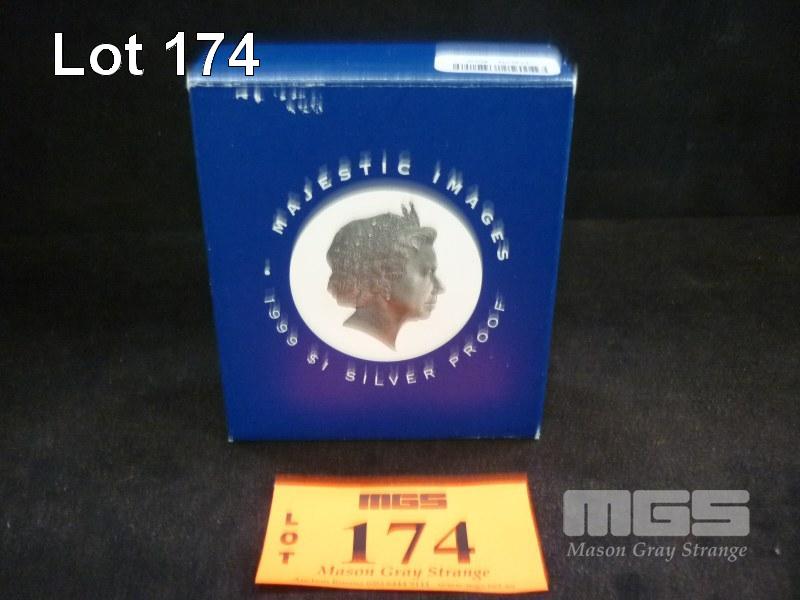 Lot 174
MAJESTIC IMAGES
1999 $1 SILVER PROOF
MGS
LOT
174
Mason Gray Strange
MGS
Mason Gray Strange